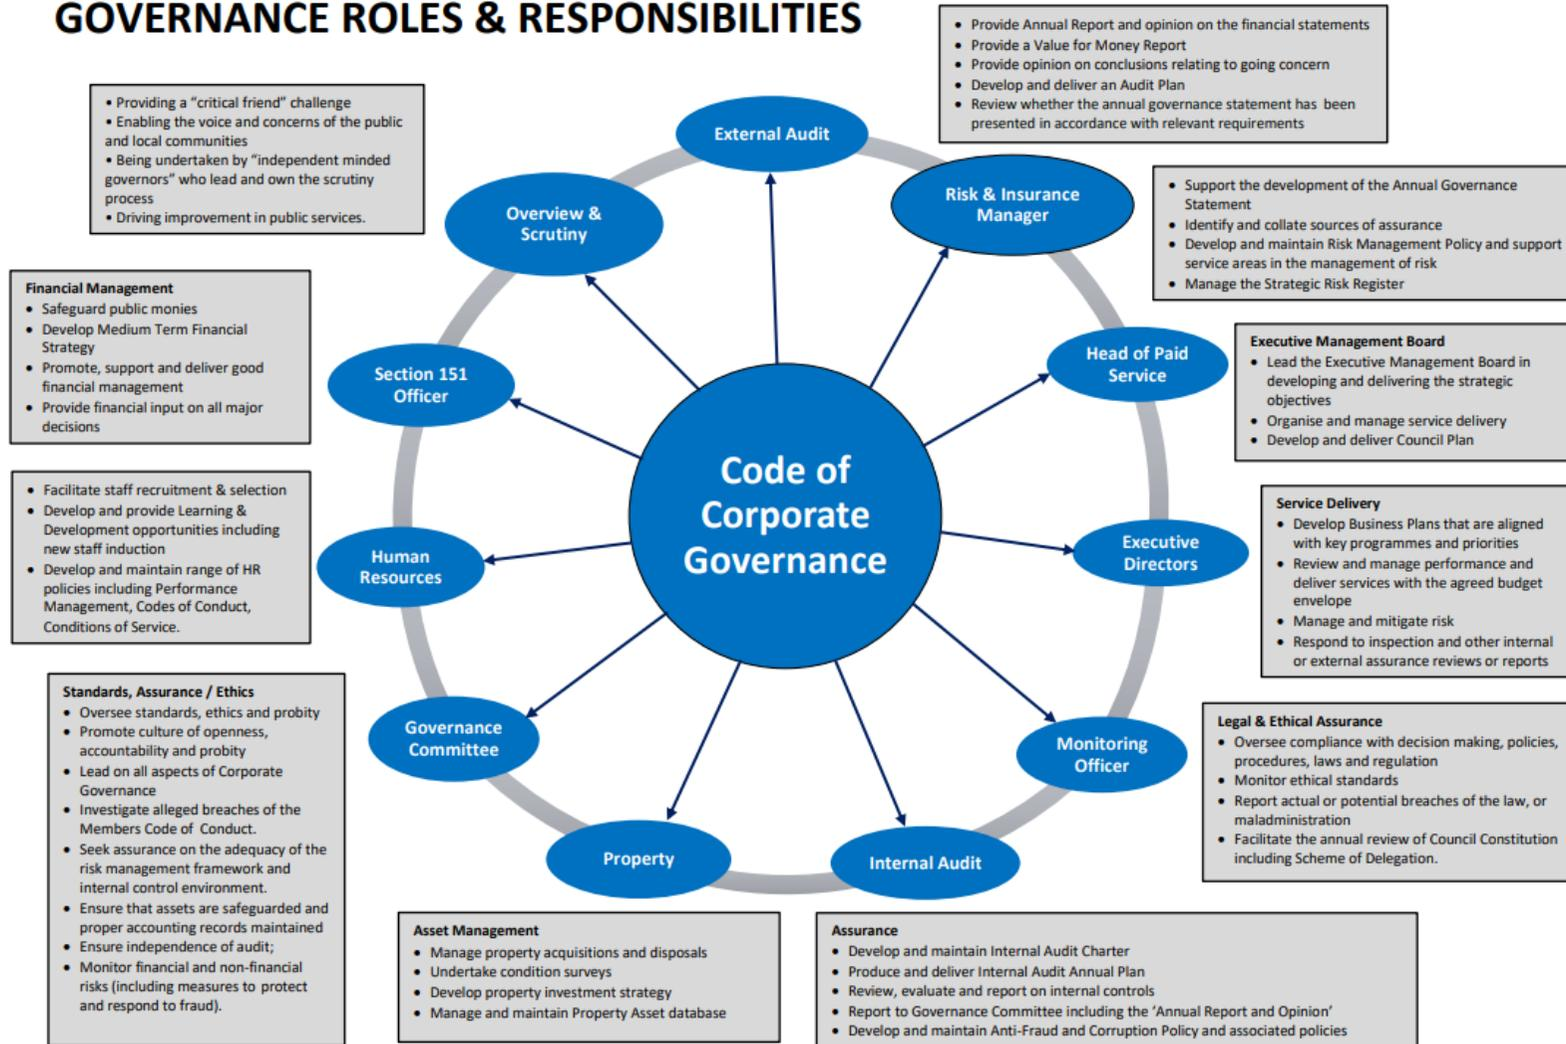 GOVERNANCE ROLES & RESPONSIBILITIES
• Provide Annual Report and opinion on the financial statements
• Provide a Value for Money Report
• Provide opinion on conclusions relating to going concern
• Develop and deliver an Audit Plan
• Review whether the annual governance statement has been
presented in accordance with relevant requirements
• Providing a “critical friend” challenge
• Enabling the voice and concerns of the public
and local communities
• Being undertaken by “independent minded
governors” who lead and own the scrutiny
process
• Driving improvement in public services.
External Audit
Risk & Insurance
Manager
• Support the development of the Annual Governance
Statement
• Identify and collate sources of assurance
• Develop and maintain Risk Management Policy and support
service areas in the management of risk
• Manage the Strategic Risk Register
Overview &
Scrutiny
Financial Management
• Safeguard public monies
• Develop Medium Term Financial
Strategy
• Promote, support and deliver good
financial management
• Provide financial input on all major
decisions
Section 151
Officer
Head of Paid
Service
Executive Management Board
• Lead the Executive Management Board in
developing and delivering the strategic
objectives
• Organise and manage service delivery
• Develop and deliver Council Plan
Code of
Corporate
Governance
• Facilitate staff recruitment & selection
• Develop and provide Learning &
Development opportunities including
new staff induction
• Develop and maintain range of HR
policies including Performance
Management, Codes of Conduct,
Conditions of Service.
Human
Resources
Executive
Directors
Service Delivery
• Develop Business Plans that are aligned
with key programmes and priorities
• Review and manage performance and
deliver services with the agreed budget
envelope
• Manage and mitigate risk
• Respond to inspection and other internal
or external assurance reviews or reports
Standards, Assurance / Ethics
• Oversee standards, ethics and probity
• Promote culture of openness,
accountability and probity
• Lead on all aspects of Corporate
Governance
• Investigate alleged breaches of the
Members Code of Conduct.
• Seek assurance on the adequacy of the
risk management framework and
internal control environment.
• Ensure that assets are safeguarded and
proper accounting records maintained
• Ensure independence of audit;
• Monitor financial and non-financial
risks (including measures to protect
and respond to fraud).
Governance
Committee
Monitoring
Officer
Legal & Ethical Assurance
• Oversee compliance with decision making, policies,
procedures, laws and regulation
• Monitor ethical standards
• Report actual or potential breaches of the law, or
maladministration
• Facilitate the annual review of Council Constitution
including Scheme of Delegation.
Property
Internal Audit
Asset Management
• Manage property acquisitions and disposals
• Undertake condition surveys
• Develop property investment strategy
• Manage and maintain Property Asset database
Assurance
• Develop and maintain Internal Audit Charter
• Produce and deliver Internal Audit Annual Plan
• Review, evaluate and report on internal controls
• Report to Governance Committee including the ‘Annual Report and Opinion’
• Develop and maintain Anti-Fraud and Corruption Policy and associated policies